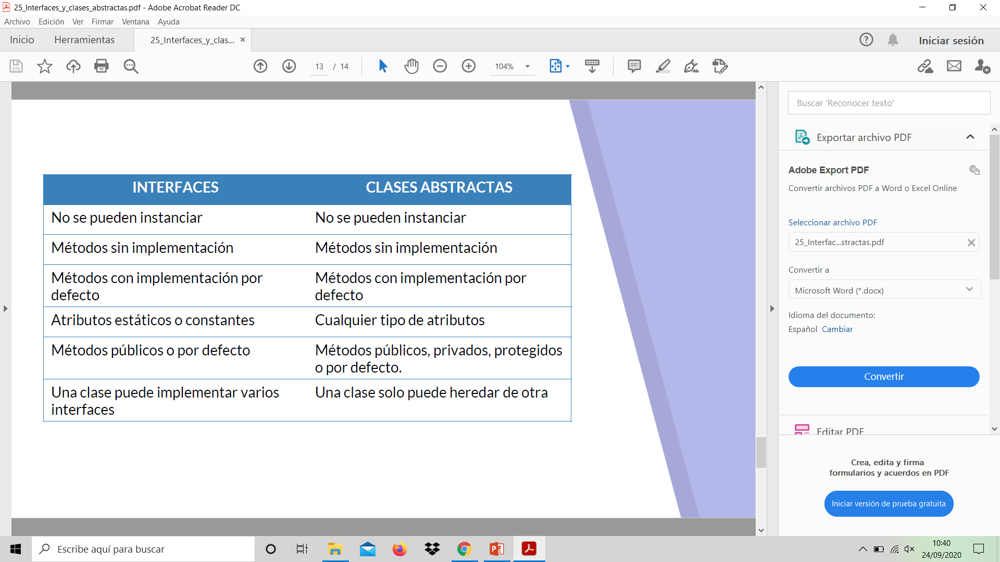 25_Interfaces_y_clases_abstractas.pdf - Adobe Acrobat Reader DC
Archivo Edición Ver Firmar Ventana Ayuda
Inicio Herramientas 25_Interfaces_y_clas... × Iniciar sesión
13 / 14 104%
INTERFACES CLASES ABSTRACTAS
No se pueden instanciar No se pueden instanciar
Métodos sin implementación Métodos sin implementación
Métodos con implementación por Métodos con implementación por
defecto defecto
Atributos estáticos o constantes Cualquier tipo de atributos
Métodos públicos o por defecto Métodos públicos, privados, protegidos
o por defecto.
Una clase puede implementar varios Una clase solo puede heredar de otra
interfaces
Buscar 'Reconocer texto'
Exportar archivo PDF
Adobe Export PDF
Convertir archivos PDF a Word o Excel Online
Seleccionar archivo PDF
25_Interfac...stractas.pdf
Convertir a
Microsoft Word (*.docx)
Idioma del documento:
Español Cambiar
Convertir
Editar PDF
Crea, edita y firma
formularios y acuerdos en PDF
Iniciar versión de prueba gratuita
Escribe aquí para buscar
10:40
24/09/2020